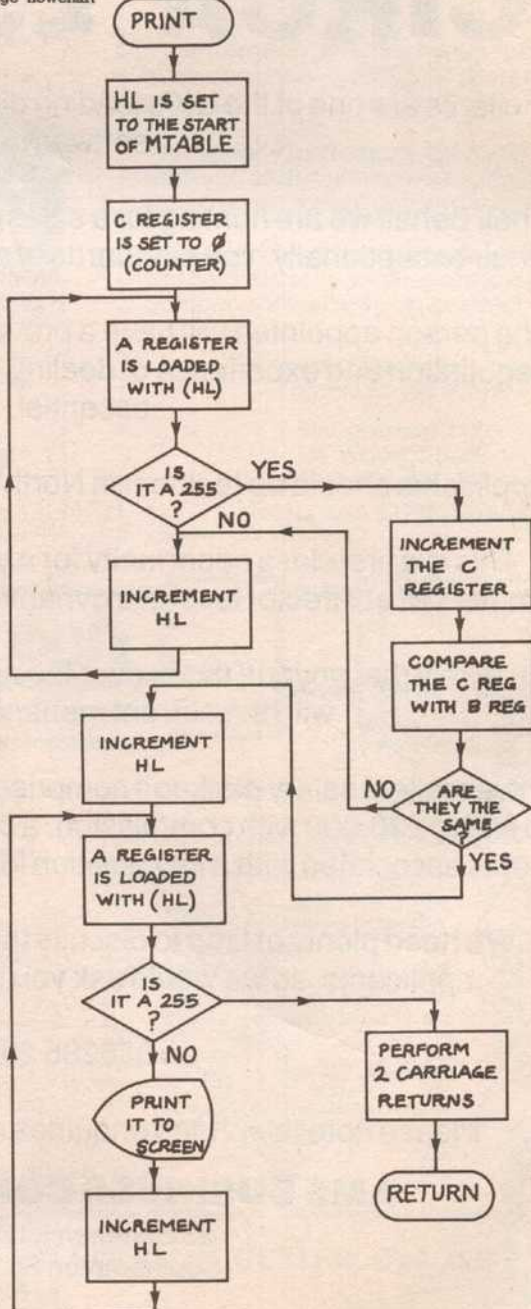 PRINT
HL IS SET
TO THE START
OF MTABLE
C REGISTER
IS SET TO Ø
(COUNTER)
A REGISTER
IS LOADED
WITH (HL)
IS
IT A 255
?
YES
NO
INCREMENT
HL
INCREMENT
THE C
REGISTER
COMPARE
THE C REG
WITH B REG
ARE
THEY THE
SAME
?
NO
YES
INCREMENT
HL
A REGISTER
IS LOADED
WITH (HL)
IS
IT A 255
?
NO
PRINT
IT TO
SCREEN
INCREMENT
HL
PERFORM
2 CARRIAGE
RETURNS
RETURN